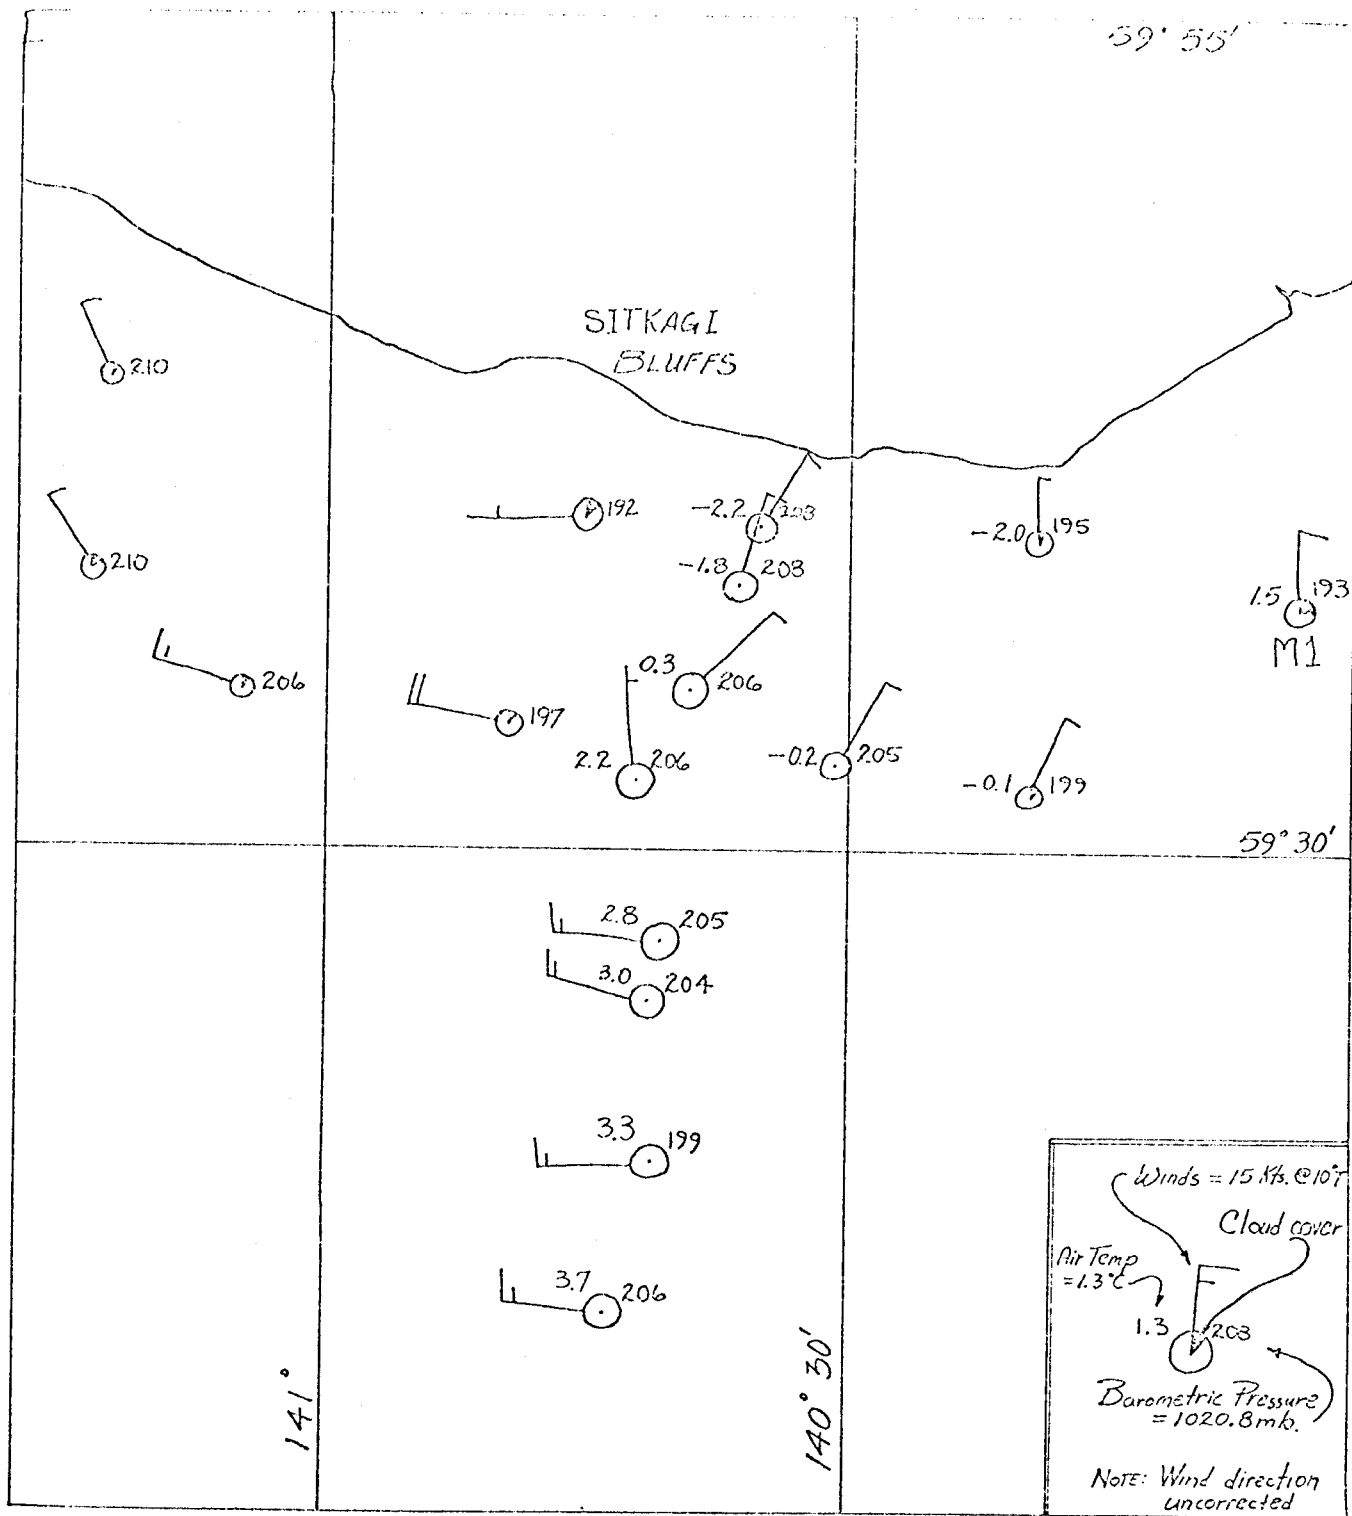 59° 55'
SITKAGI
BLUFFS
210
192
-2.2 203
-2.0 195
210
-1.8 203
1.5 193
M1
206
0.3 206
197
2.2 206
-0.2 205
-0.1 199
59° 30'
2.8 205
3.0 204
3.3 199
3.7 206
141°
140° 30'
Winds = 15 Kts. @ 10°T
Cloud cover
Air Temp
= 1.3°C
1.3 208
Barometric Pressure
= 1020.8 mb.
NOTE: Wind direction
uncorrected